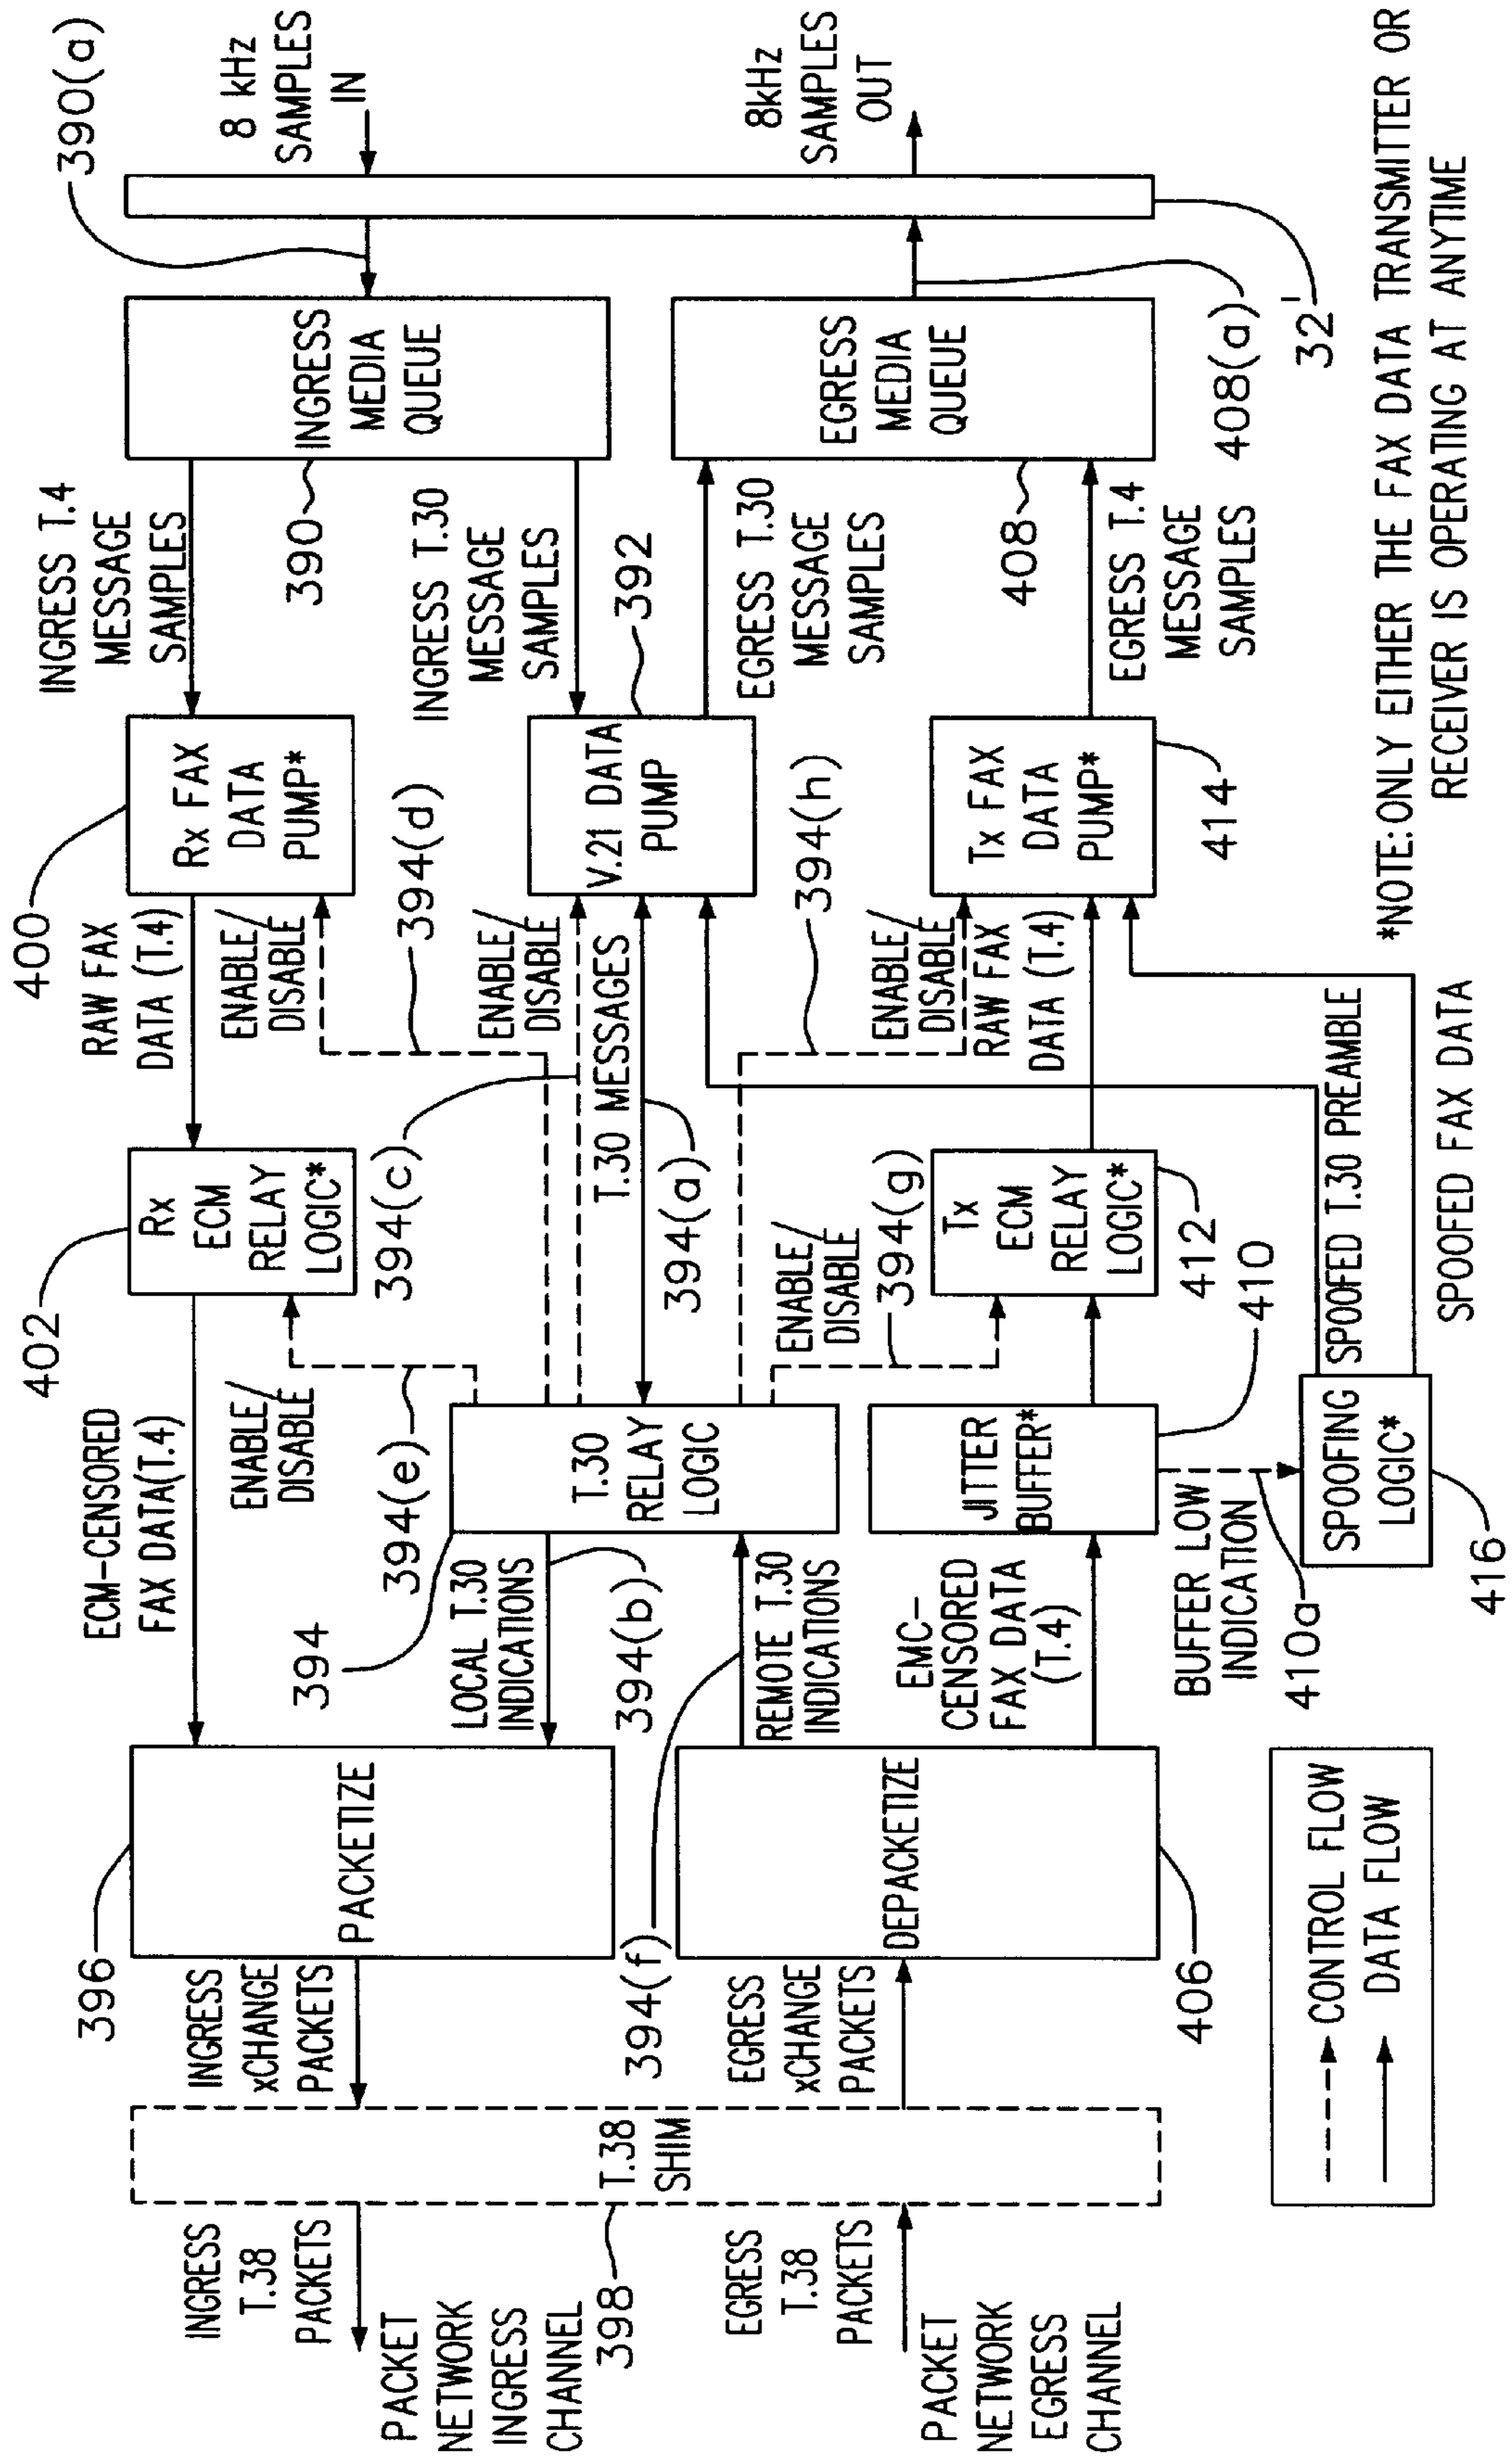 8 kHz
SAMPLES
IN
390(a)
INGRESS
MEDIA
QUEUE
390
INGRESS T.4
MESSAGE
SAMPLES
INGRESS T.30
MESSAGE
SAMPLES
8kHz
SAMPLES
OUT
EGRESS
MEDIA
QUEUE
408(a)
32'
408
EGRESS T.30
MESSAGE
SAMPLES
EGRESS T.4
MESSAGE
SAMPLES
400
Rx FAX
DATA
PUMP*
392
V.21 DATA
PUMP
Tx FAX
DATA
PUMP*
414
RAW FAX
DATA (T.4)
ENABLE/
DISABLE
394(d)
ENABLE/
DISABLE
T.30 MESSAGES
394(h)
ENABLE/
DISABLE
RAW FAX
DATA (T.4)
402
Rx
ECM
RELAY
LOGIC*
394(c)
394(a)
394(g)
ENABLE/
DISABLE
Tx
ECM
RELAY
LOGIC*
412
410
SPOOFED T.30 PREAMBLE
SPOOFED FAX DATA
ECM-CENSORED
FAX DATA(T.4)
ENABLE/
DISABLE
394(e)
394
T.30
RELAY
LOGIC
JITTER
BUFFER*
SPOOFING
LOGIC*
416
LOCAL T.30
INDICATIONS
394(b)
REMOTE T.30
INDICATIONS
EMC-
CENSORED
FAX DATA
(T.4)
BUFFER LOW
INDICATION
410a
396
PACKETIZE
394(f)
DEPACKETIZE
406
INGRESS
xCHANGE
PACKETS
EGRESS
xCHANGE
PACKETS
T.38
SHIM
398
INGRESS
T.38
PACKETS
EGRESS
T.38
PACKETS
PACKET
NETWORK
INGRESS
CHANNEL
PACKET
NETWORK
EGRESS
CHANNEL
CONTROL FLOW
DATA FLOW
*NOTE:ONLY EITHER THE FAX DATA TRANSMITTER OR
RECEIVER IS OPERATING AT ANYTIME